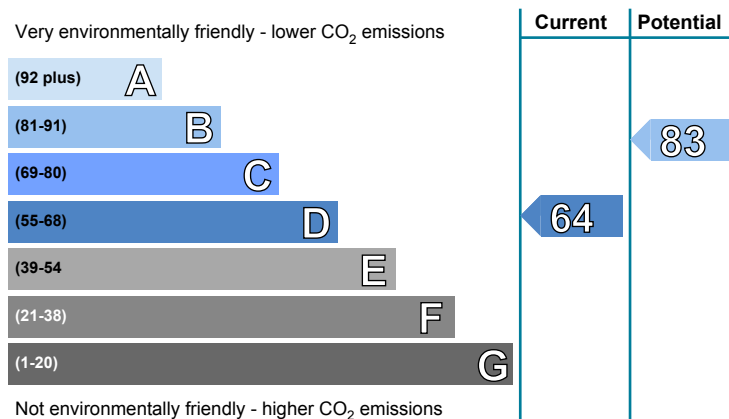 Very environmentally friendly - lower CO₂ emissions
Current
Potential
(92 plus) A
(81-91) B
(69-80) C
(55-68) D
(39-54 E
(21-38) F
(1-20) G
83
64
Not environmentally friendly - higher CO₂ emissions